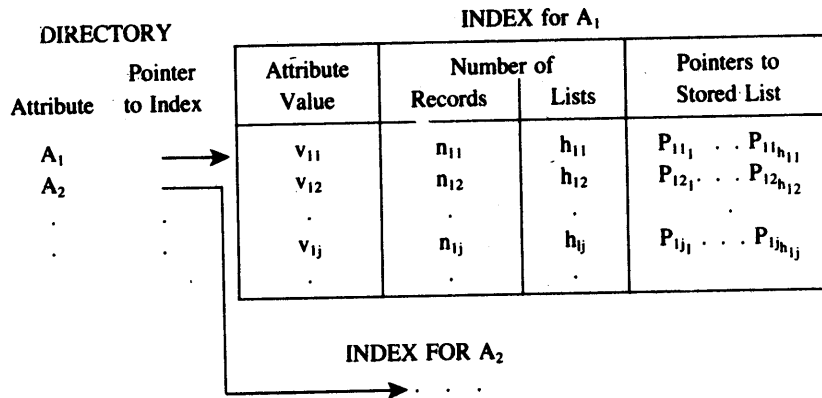 INDEX for A₁
DIRECTORY
Pointer
Attribute to Index
Attribute Value
Number of
Records Lists
Pointers to Stored List
A₁ v₁₁ n₁₁ h₁₁ P₁₁₁ . . P₁₁ₕ₁₁
A₂ v₁₂ n₁₂ h₁₂ P₁₂₁ . . . P₁₂ₕ₁₂
. . . . .
. . v₁ⱼ n₁ⱼ h₁ⱼ P₁ⱼ₁ . . . P₁ⱼₕ₁ⱼ
. . .
INDEX FOR A₂
. . .